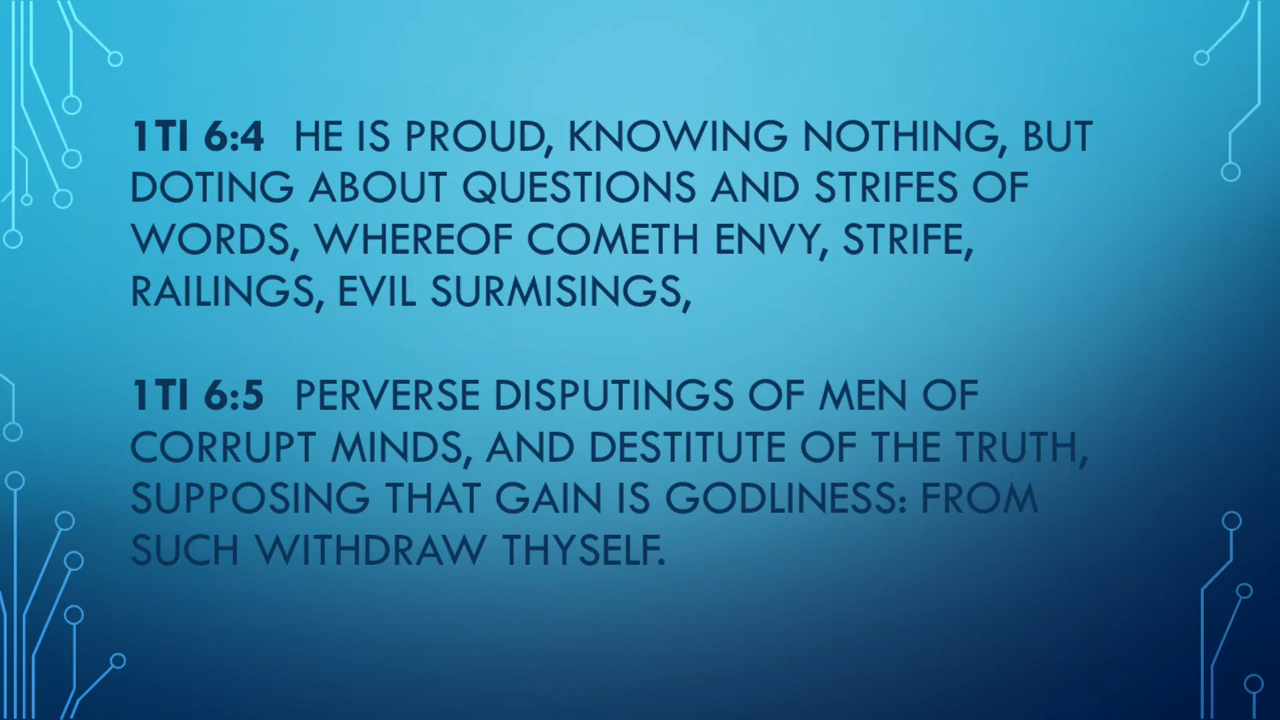 1TI 6:4 HE IS PROUD, KNOWING NOTHING, BUT
DOTING ABOUT QUESTIONS AND STRIFES OF
WORDS, WHEREOF COMETH ENVY, STRIFE,
RAILINGS, EVIL SURMISINGS,
1TI 6:5 PERVERSE DISPUTINGS OF MEN OF
CORRUPT MINDS, AND DESTITUTE OF THE TRUTH,
SUPPOSING THAT GAIN IS GODLINESS: FROM
SUCH WITHDRAW THYSELF.